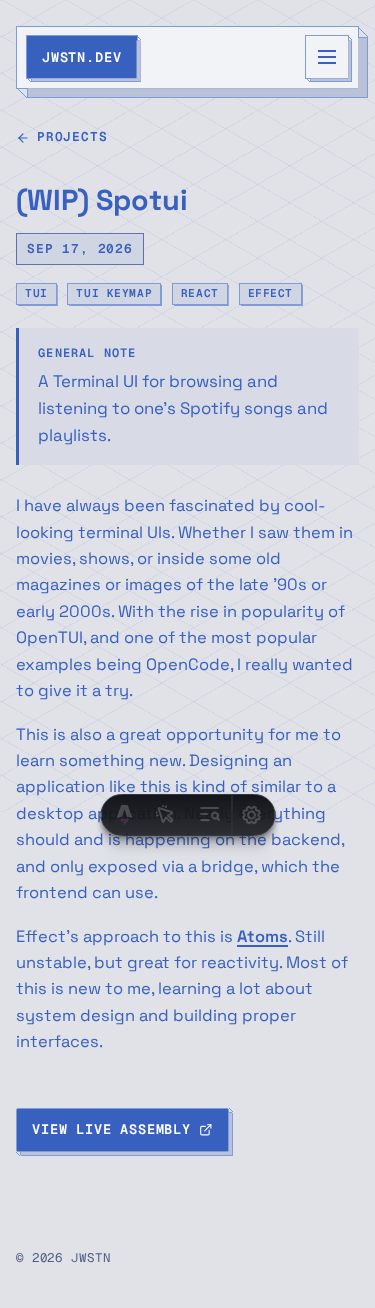 JWSTN.DEV
← PROJECTS
(WIP) Spotui
SEP 17, 2026
TUI TUI KEYMAP REACT EFFECT
GENERAL NOTE
A Terminal UI for browsing and
listening to one's Spotify songs and
playlists.
I have always been fascinated by cool-
looking terminal UIs. Whether I saw them in
movies, shows, or inside some old
magazines or images of the late '90s or
early 2000s. With the rise in popularity of
OpenTUI, and one of the most popular
examples being OpenCode, I really wanted
to give it a try.
This is also a great opportunity for me to
learn something new. Designing an
application like this is kind of similar to a
desktop
should and is happening on the backend,
and only exposed via a bridge, which the
frontend can use.
Effect's approach to this is Atoms. Still
unstable, but great for reactivity. Most of
this is new to me, learning a lot about
system design and building proper
interfaces.
VIEW LIVE ASSEMBLY
© 2026 JWSTN